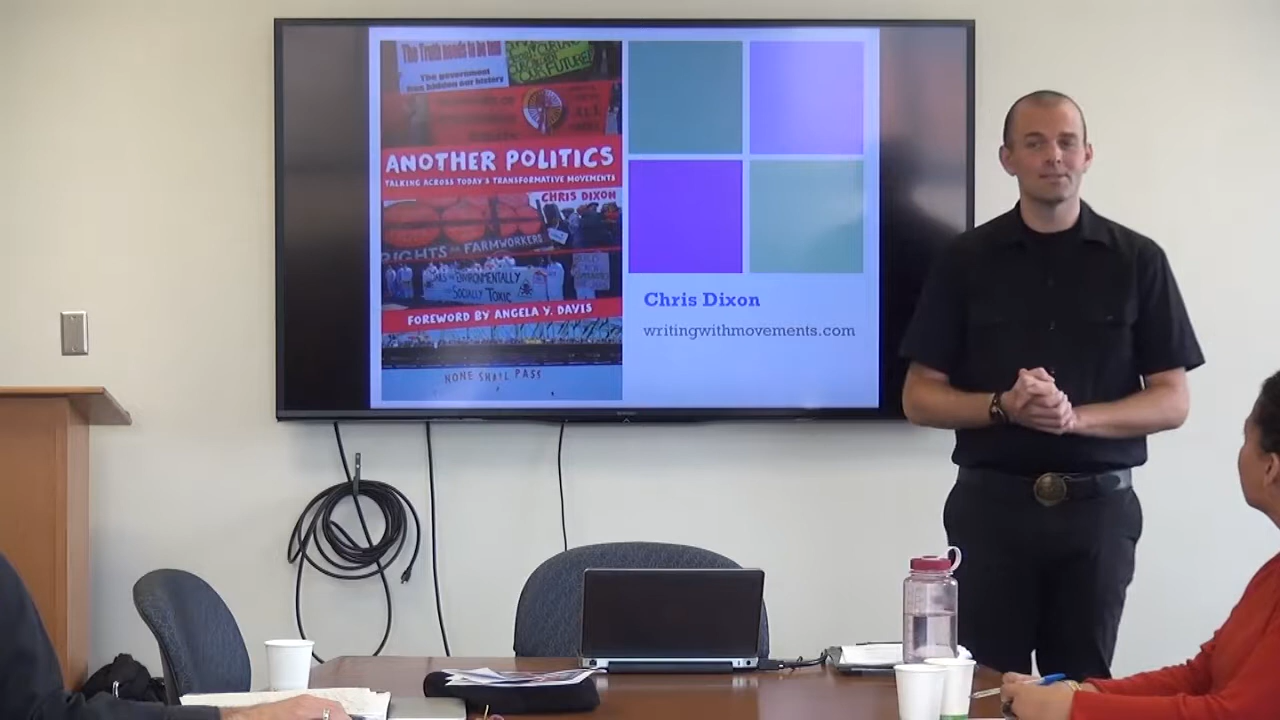 The Truth needs to be told
The government
has hidden our history
OUR FUTURE!
ANOTHER POLITICS
TALKING ACROSS TODAY'S TRANSFORMATIVE MOVEMENTS
CHRIS DIXON
RIGHTS FOR FARMWORKERS
ENVIRONMENTALLY
SOCIALLY TOXIC
FOREWORD BY ANGELA Y. DAVIS
NONE SHALL PASS
Chris Dixon
writingwithmovements.com